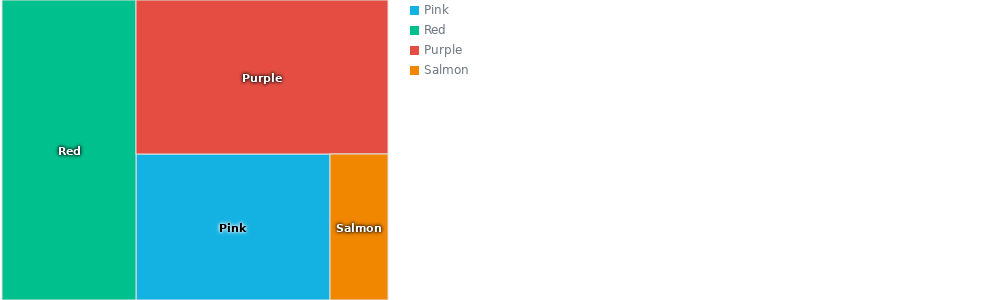 Purple
Red
Pink
Salmon
Pink
Red
Purple
Salmon